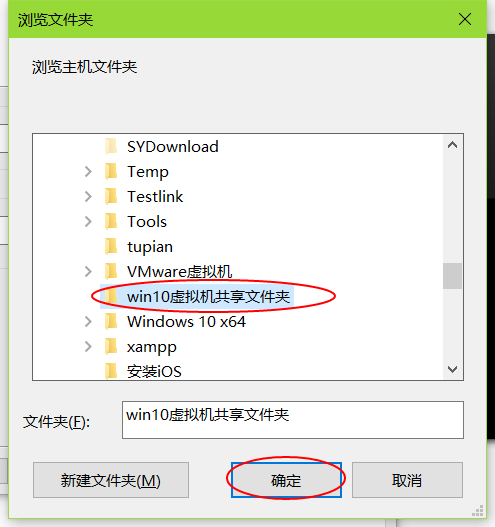 浏览文件夹
浏览主机文件夹
SYDownload
Temp
Testlink
Tools
tupian
VMware虚拟机
win10虚拟机共享文件夹
Windows 10 x64
xampp
安装iOS
文件夹(F):
win10虚拟机共享文件夹
新建文件夹(M)
确定
取消